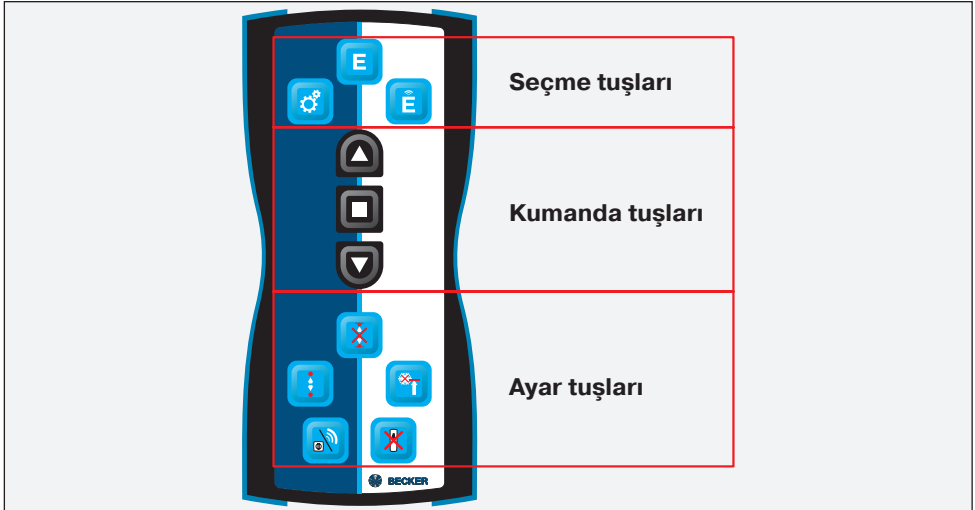 E
Ê
Seçme tuşları
Kumanda tuşları
Ayar tuşları
BECKER